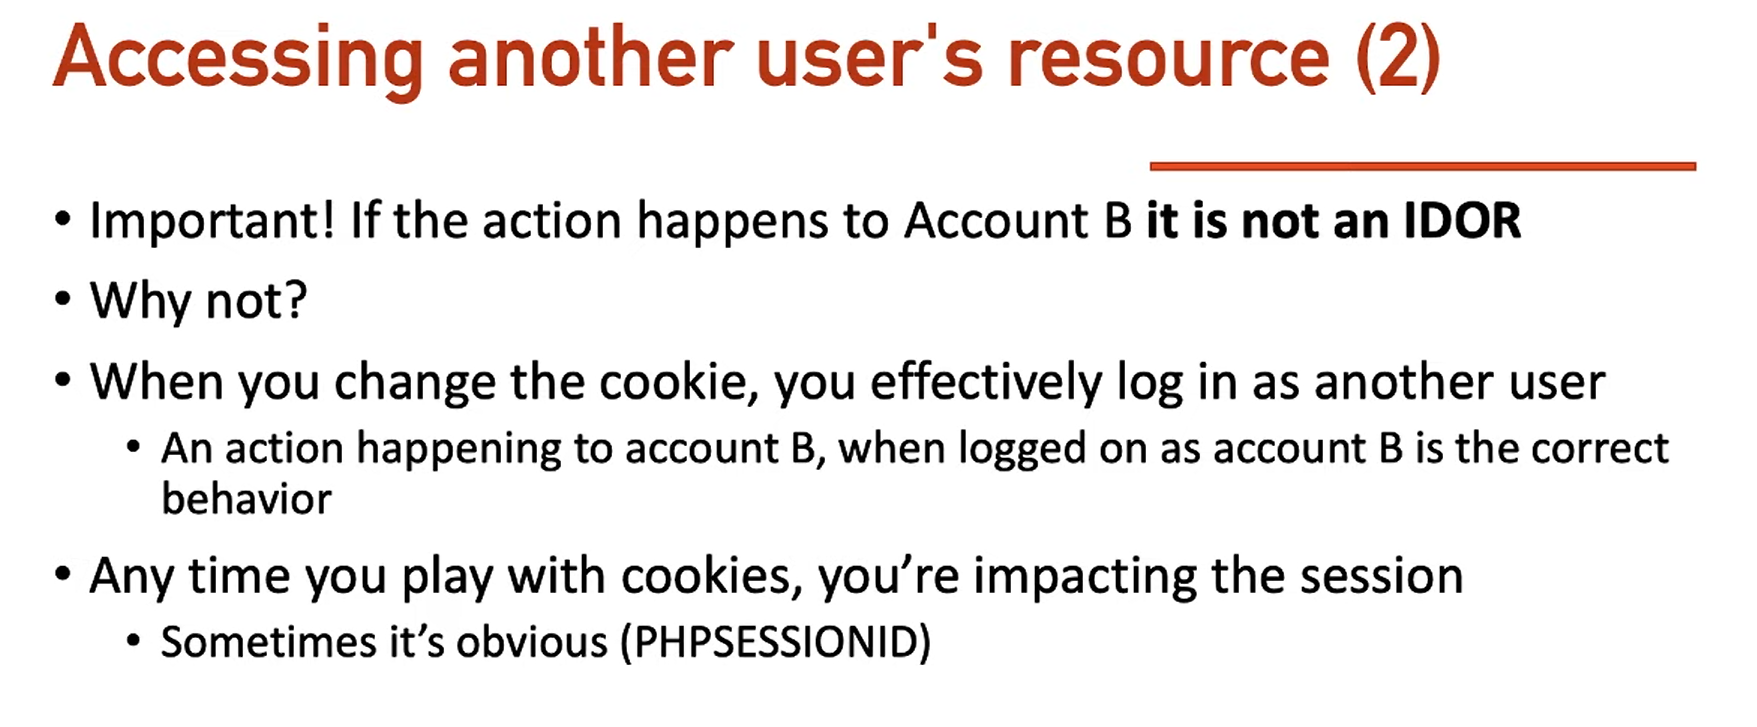 Accessing another user's resource (2)
• Important! If the action happens to Account B it is not an IDOR
• Why not?
• When you change the cookie, you effectively log in as another user
• An action happening to account B, when logged on as account B is the correct
behavior
• Any time you play with cookies, you’re impacting the session
• Sometimes it’s obvious (PHPSESSIONID)